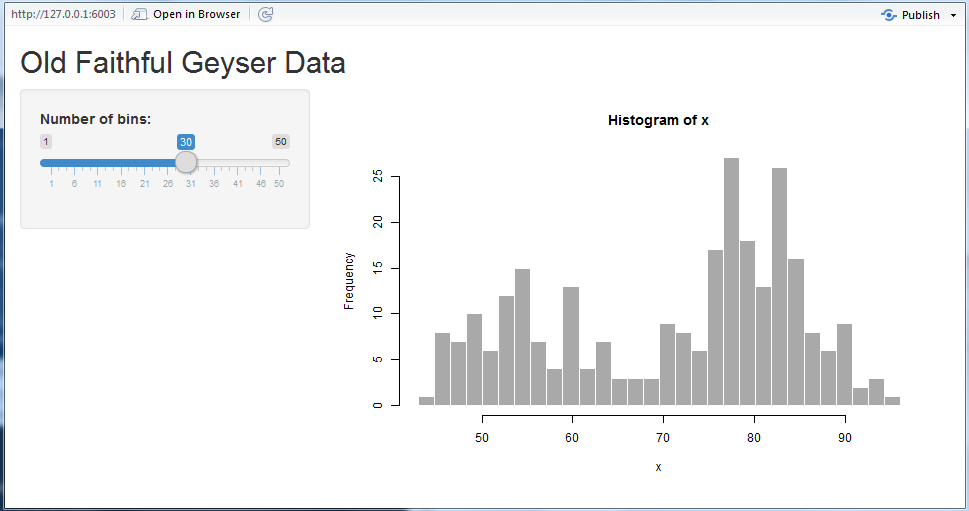 http://127.0.0.1:6003 Open in Browser Publish
Old Faithful Geyser Data
Number of bins:
1 30 50
1 6 11 16 21 26 31 36 41 46 50
Histogram of x
Frequency
25
20
15
10
5
0
50 60 70 80 90
x